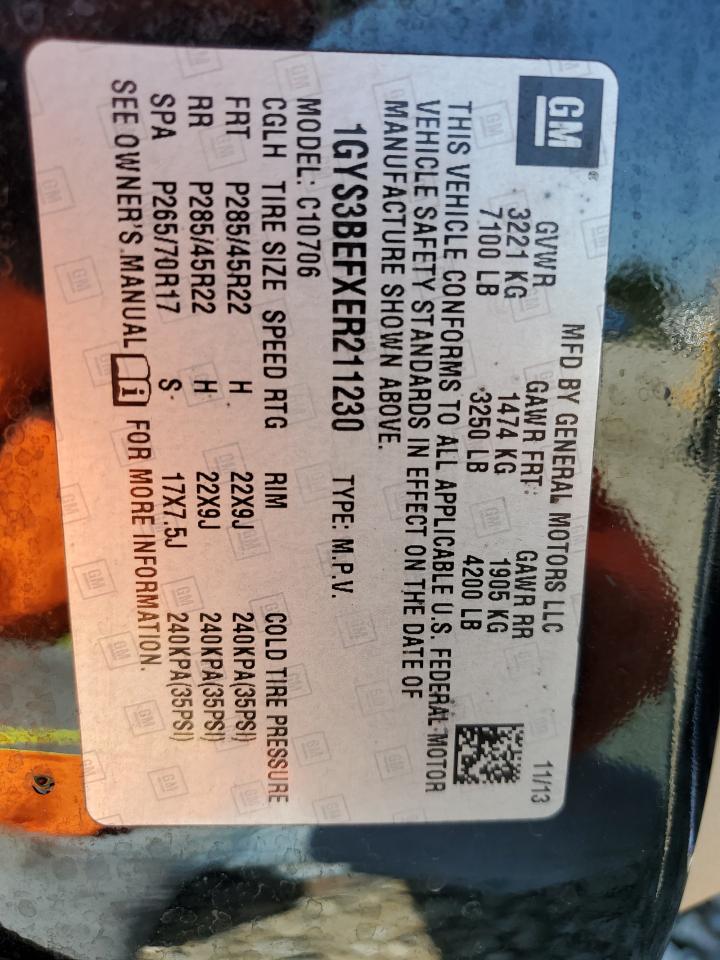 GM
MFD BY GENERAL MOTORS LLC 11/13
GVWR GAWR FRT: GAWR RR
3221 KG 1474 KG 1905 KG
7100 LB 3250 LB 4200 LB
THIS VEHICLE CONFORMS TO ALL APPLICABLE U.S. FEDERAL MOTOR
VEHICLE SAFETY STANDARDS IN EFFECT ON THE DATE OF
MANUFACTURE SHOWN ABOVE.
1GYS3BEFXER211230 TYPE: M.P.V.
MODEL: C10706
CGLH TIRE SIZE SPEED RTG RIM COLD TIRE PRESSURE
FRT P285/45R22 H 22X9J 240KPA(35PSI)
RR P285/45R22 H 22X9J 240KPA(35PSI)
SPA P265/70R17 S 17X7.5J 240KPA(35PSI)
SEE OWNER'S MANUAL FOR MORE INFORMATION.